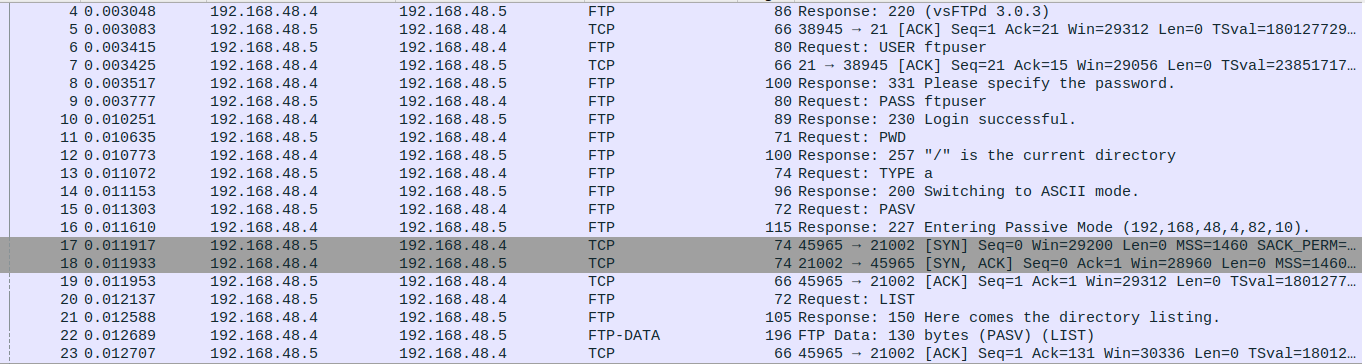 4 0.003048 192.168.48.4 192.168.48.5 FTP 86 Response: 220 (vsFTPd 3.0.3)
5 0.003083 192.168.48.5 192.168.48.4 TCP 66 38945 → 21 [ACK] Seq=1 Ack=21 Win=29312 Len=0 TSval=180127729…
6 0.003415 192.168.48.5 192.168.48.4 FTP 80 Request: USER ftpuser
7 0.003425 192.168.48.4 192.168.48.5 TCP 66 21 → 38945 [ACK] Seq=21 Ack=15 Win=29056 Len=0 TSval=23851717…
8 0.003517 192.168.48.4 192.168.48.5 FTP 100 Response: 331 Please specify the password.
9 0.003777 192.168.48.5 192.168.48.4 FTP 80 Request: PASS ftpuser
10 0.010251 192.168.48.4 192.168.48.5 FTP 89 Response: 230 Login successful.
11 0.010635 192.168.48.5 192.168.48.4 FTP 71 Request: PWD
12 0.010773 192.168.48.4 192.168.48.5 FTP 100 Response: 257 "/" is the current directory
13 0.011072 192.168.48.5 192.168.48.4 FTP 74 Request: TYPE a
14 0.011153 192.168.48.4 192.168.48.5 FTP 96 Response: 200 Switching to ASCII mode.
15 0.011303 192.168.48.5 192.168.48.4 FTP 72 Request: PASV
16 0.011610 192.168.48.4 192.168.48.5 FTP 115 Response: 227 Entering Passive Mode (192,168,48,4,82,10).
17 0.011917 192.168.48.5 192.168.48.4 TCP 74 45965 → 21002 [SYN] Seq=0 Win=29200 Len=0 MSS=1460 SACK_PERM=…
18 0.011933 192.168.48.4 192.168.48.5 TCP 74 21002 → 45965 [SYN, ACK] Seq=0 Ack=1 Win=28960 Len=0 MSS=1460…
19 0.011953 192.168.48.5 192.168.48.4 TCP 66 45965 → 21002 [ACK] Seq=1 Ack=1 Win=29312 Len=0 TSval=1801277…
20 0.012137 192.168.48.5 192.168.48.4 FTP 72 Request: LIST
21 0.012588 192.168.48.4 192.168.48.5 FTP 105 Response: 150 Here comes the directory listing.
22 0.012689 192.168.48.4 192.168.48.5 FTP-DATA 196 FTP Data: 130 bytes (PASV) (LIST)
23 0.012707 192.168.48.5 192.168.48.4 TCP 66 45965 → 21002 [ACK] Seq=1 Ack=131 Win=30336 Len=0 TSval=18012…